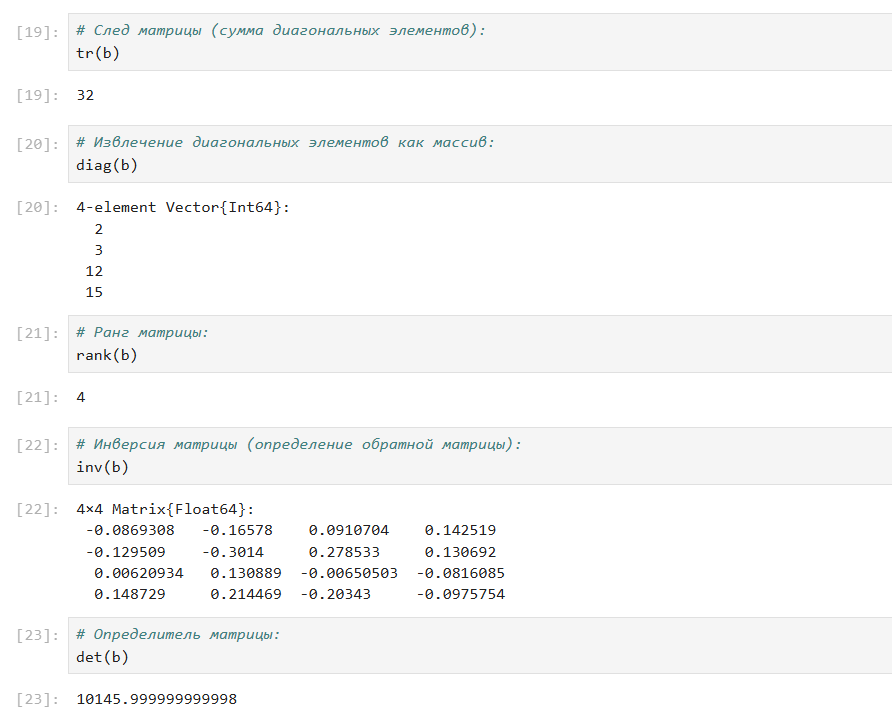 [19]: # След матрицы (сумма диагональных элементов):
tr(b)
[19]: 32
[20]: # Извлечение диагональных элементов как массив:
diag(b)
[20]: 4-element Vector{Int64}:
2
3
12
15
[21]: # Ранг матрицы:
rank(b)
[21]: 4
[22]: # Инверсия матрицы (определение обратной матрицы):
inv(b)
[22]: 4×4 Matrix{Float64}:
-0.0869308 -0.16578 0.0910704 0.142519
-0.129509 -0.3014 0.278533 0.130692
0.00620934 0.130889 -0.00650503 -0.0816085
0.148729 0.214469 -0.20343 -0.0975754
[23]: # Определитель матрицы:
det(b)
[23]: 10145.999999999998